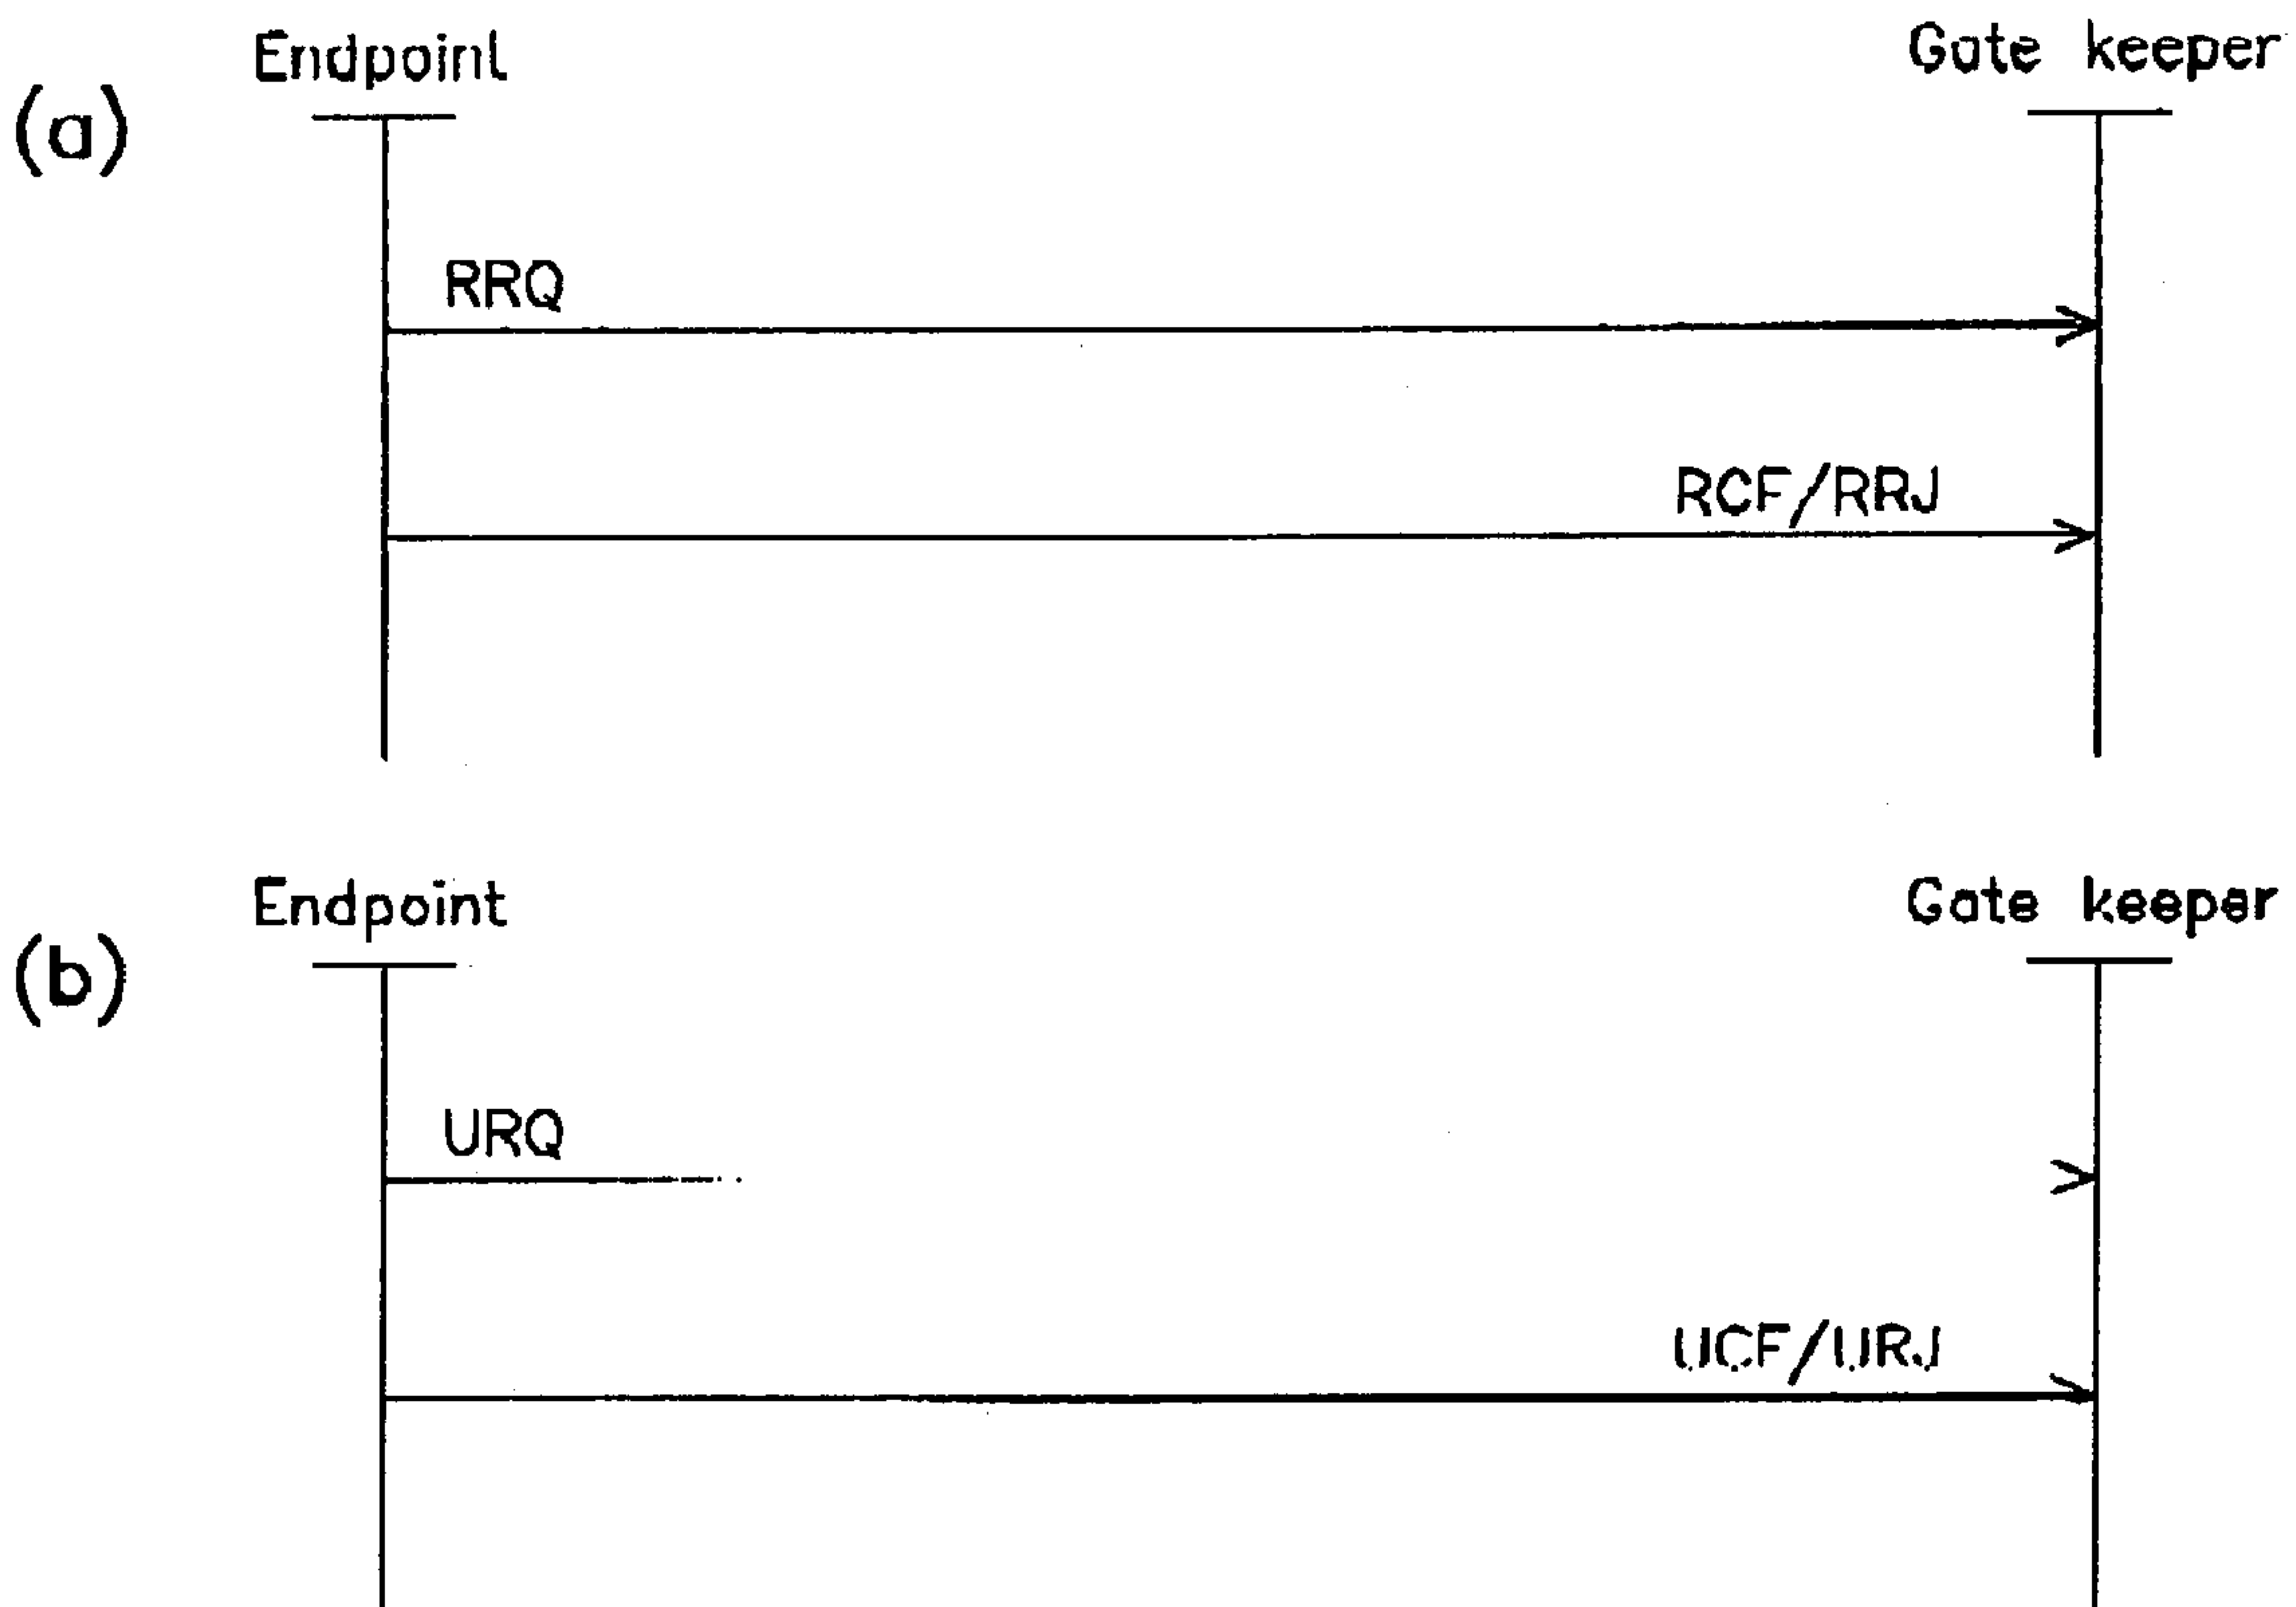 Endpoint
Gate keeper
(a)
RRQ
RCF/RRJ
Endpoint
Gate keeper
(b)
URQ
UCF/URJ